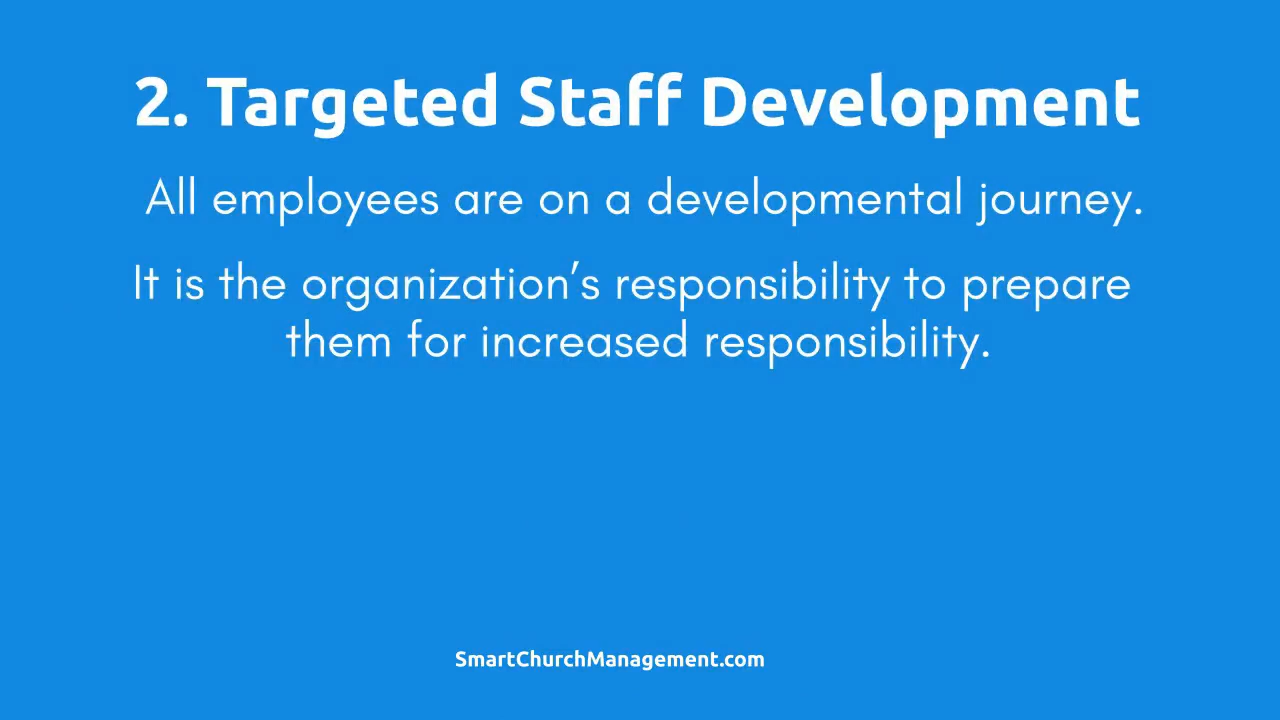 2. Targeted Staff Development
All employees are on a developmental journey.
It is the organization’s responsibility to prepare
them for increased responsibility.
SmartChurchManagement.com